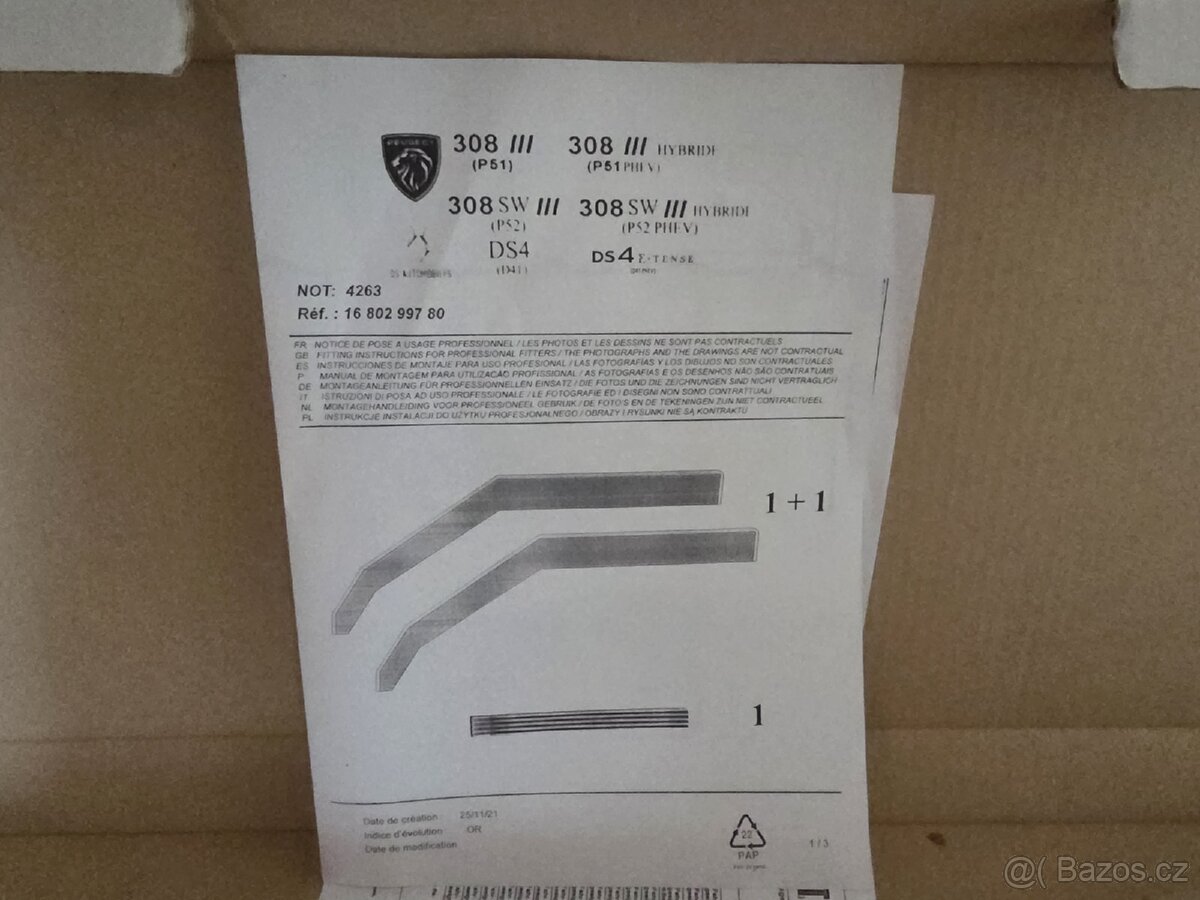 PEUGEOT
308 III 308 III HYBRIDE
(P51) (P51 PHEV)
308 SW III 308 SW III HYBRIDE
(P52) (P52 PHEV)
DS4 DS4 E-TENSE
(D41)
DS AUTOMOBILES
NOT: 4263
Réf. : 16 802 997 80
FR NOTICE DE POSE A USAGE PROFESSIONNEL / LES PHOTOS ET LES DESSINS NE SONT PAS CONTRACTUELS
GB FITTING INSTRUCTIONS FOR PROFESSIONAL FITTERS / THE PHOTOGRAPHS AND THE DRAWINGS ARE NOT CONTRACTUAL
ES INSTRUCCIONES DE MONTAJE PARA USO PROFESIONAL / LAS FOTOGRAFIAS Y LOS DIBUJOS NO SON CONTRACTUALES
P MANUAL DE MONTAGEM PARA UTILIZACÃO PROFISSIONAL / AS FOTOGRAFIAS E OS DESENHOS NÃO SÃO CONTRATUAIS
DE MONTAGEANLEITUNG FÜR PROFESSIONNELLEN EINSATZ / DIE FOTOS UND DIE ZEICHNUNGEN SIND NICHT VERTRAGLICH
IT ISTRUZIONI DI POSA AD USO PROFESSIONALE / LE FOTOGRAFIE ED I DISEGNI NON SONO CONTRATTUALI
NL MONTAGEHANDLEIDING VOOR PROFESSIONEEL GEBRUIK / DE FOTO'S EN DE TEKENINGEN ZIJN NIET CONTRACTUEEL
PL INSTRUKCJE INSTALACJI DO UŻYTKU PROFESJONALNEGO / OBRAZY I RYSUNKI NIE SĄ KONTRAKTU
1 + 1
1
Date de création 25/11/21
Indice d'évolution OR
Date de modification
22
PAP
1 / 3
@( Bazos.cz